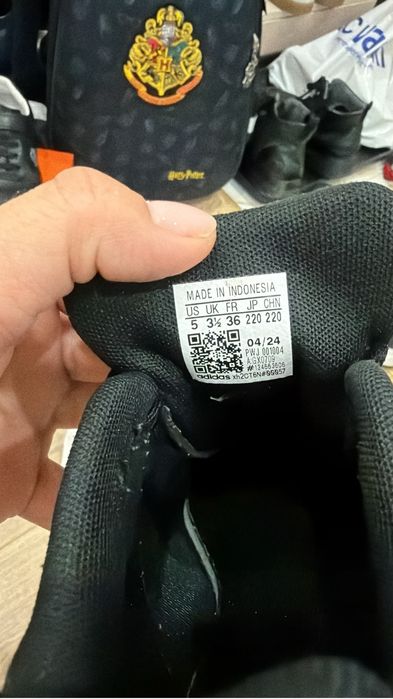 Harry Potter
MADE IN INDONESIA
US UK FR JP CHN
5 3½ 36 220 220
04/24
PWJ 001004
adidas